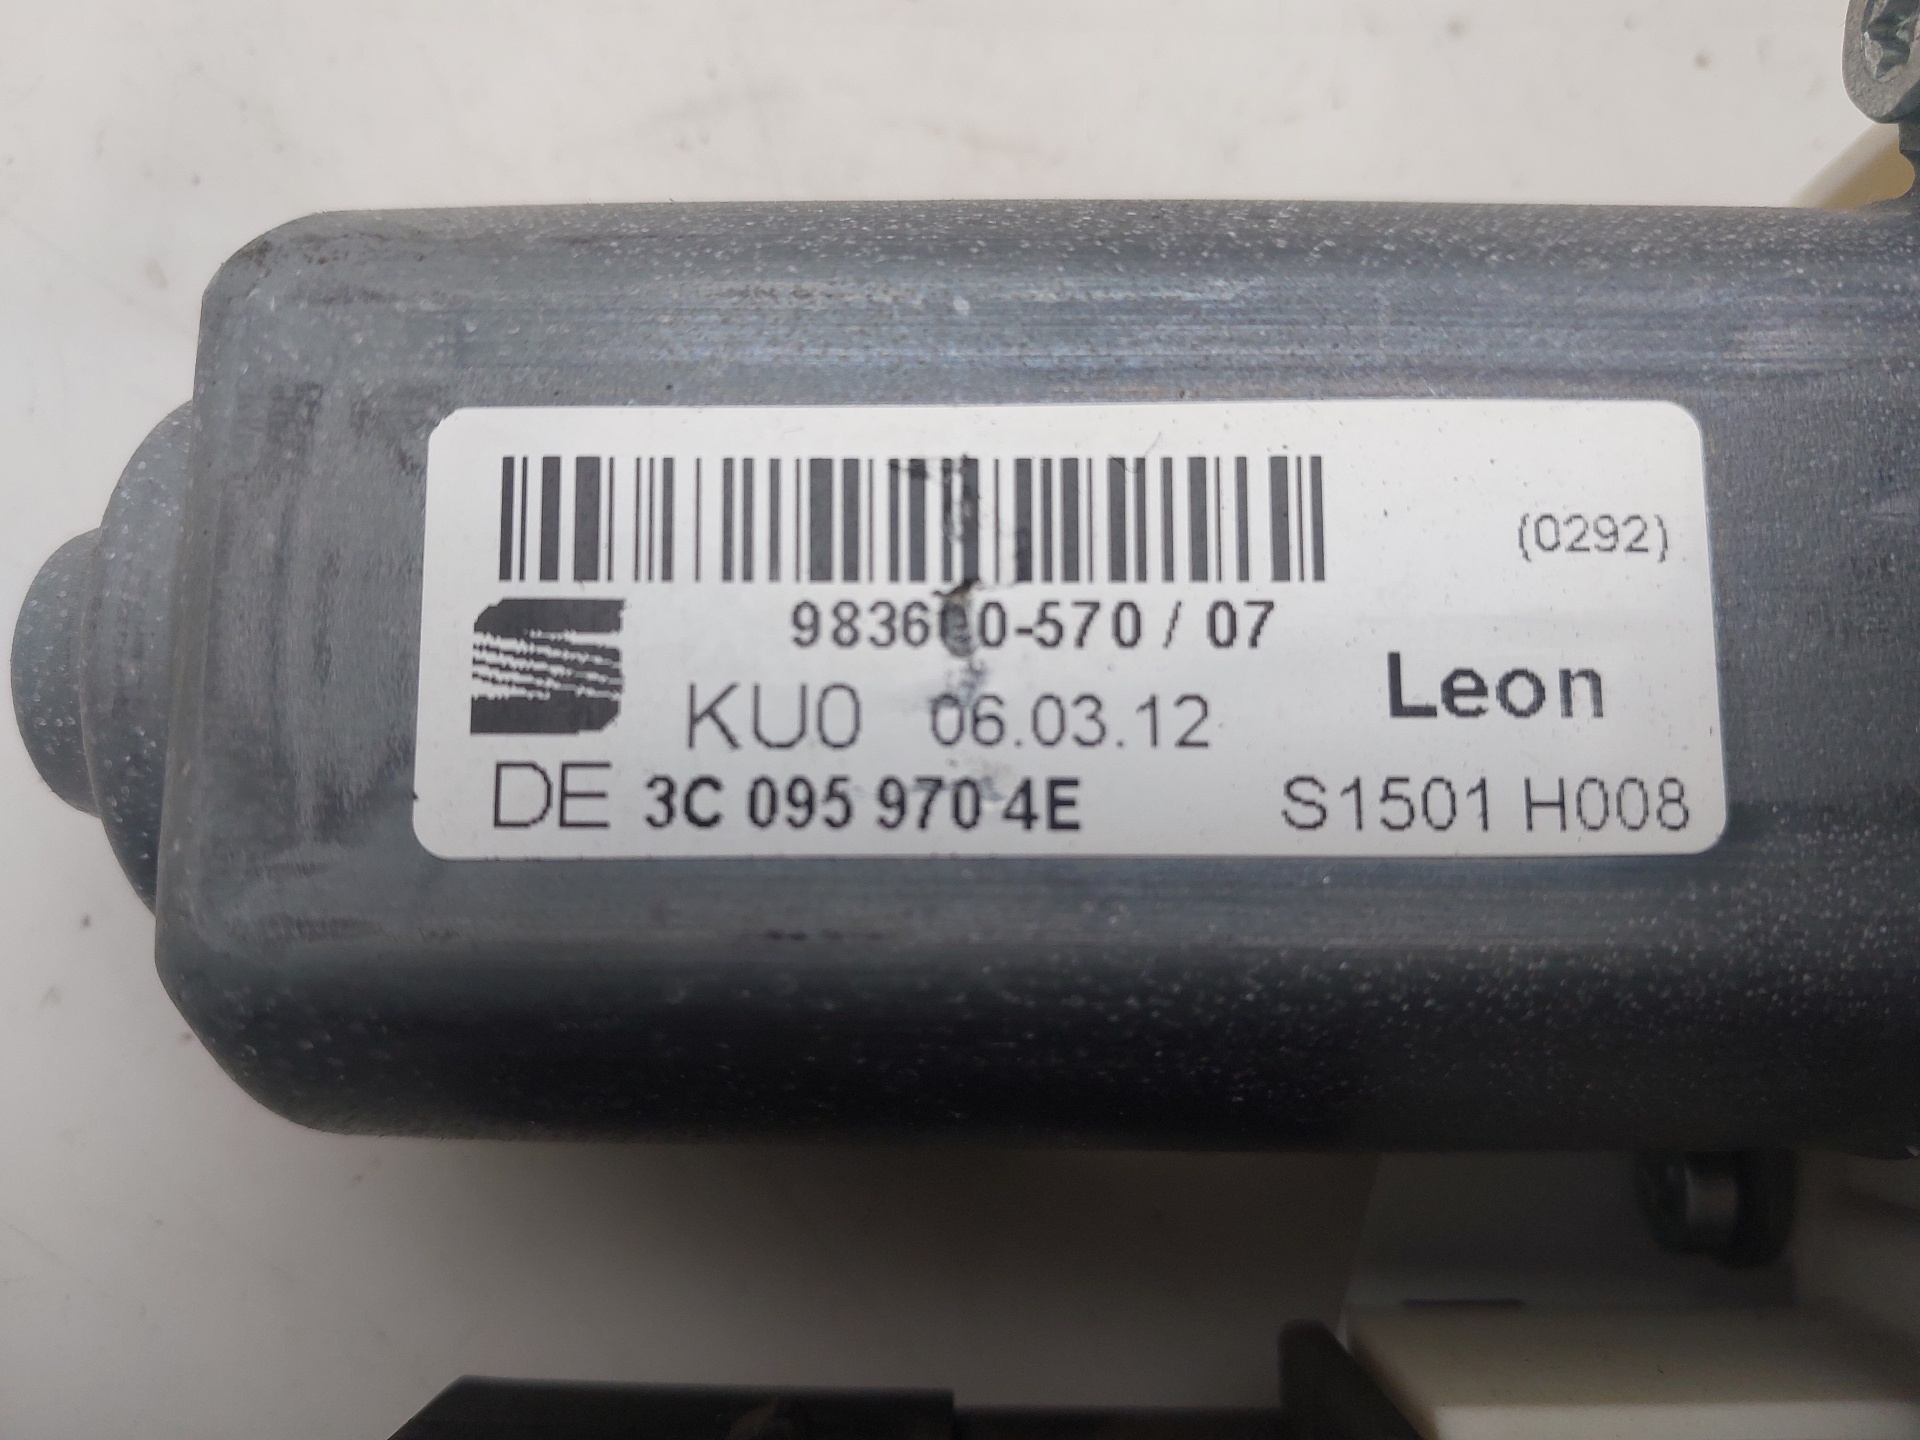 (0292)
983600-570 / 07
Leon
KU0 06.03.12
DE 3C 095 970 4E S1501 H008